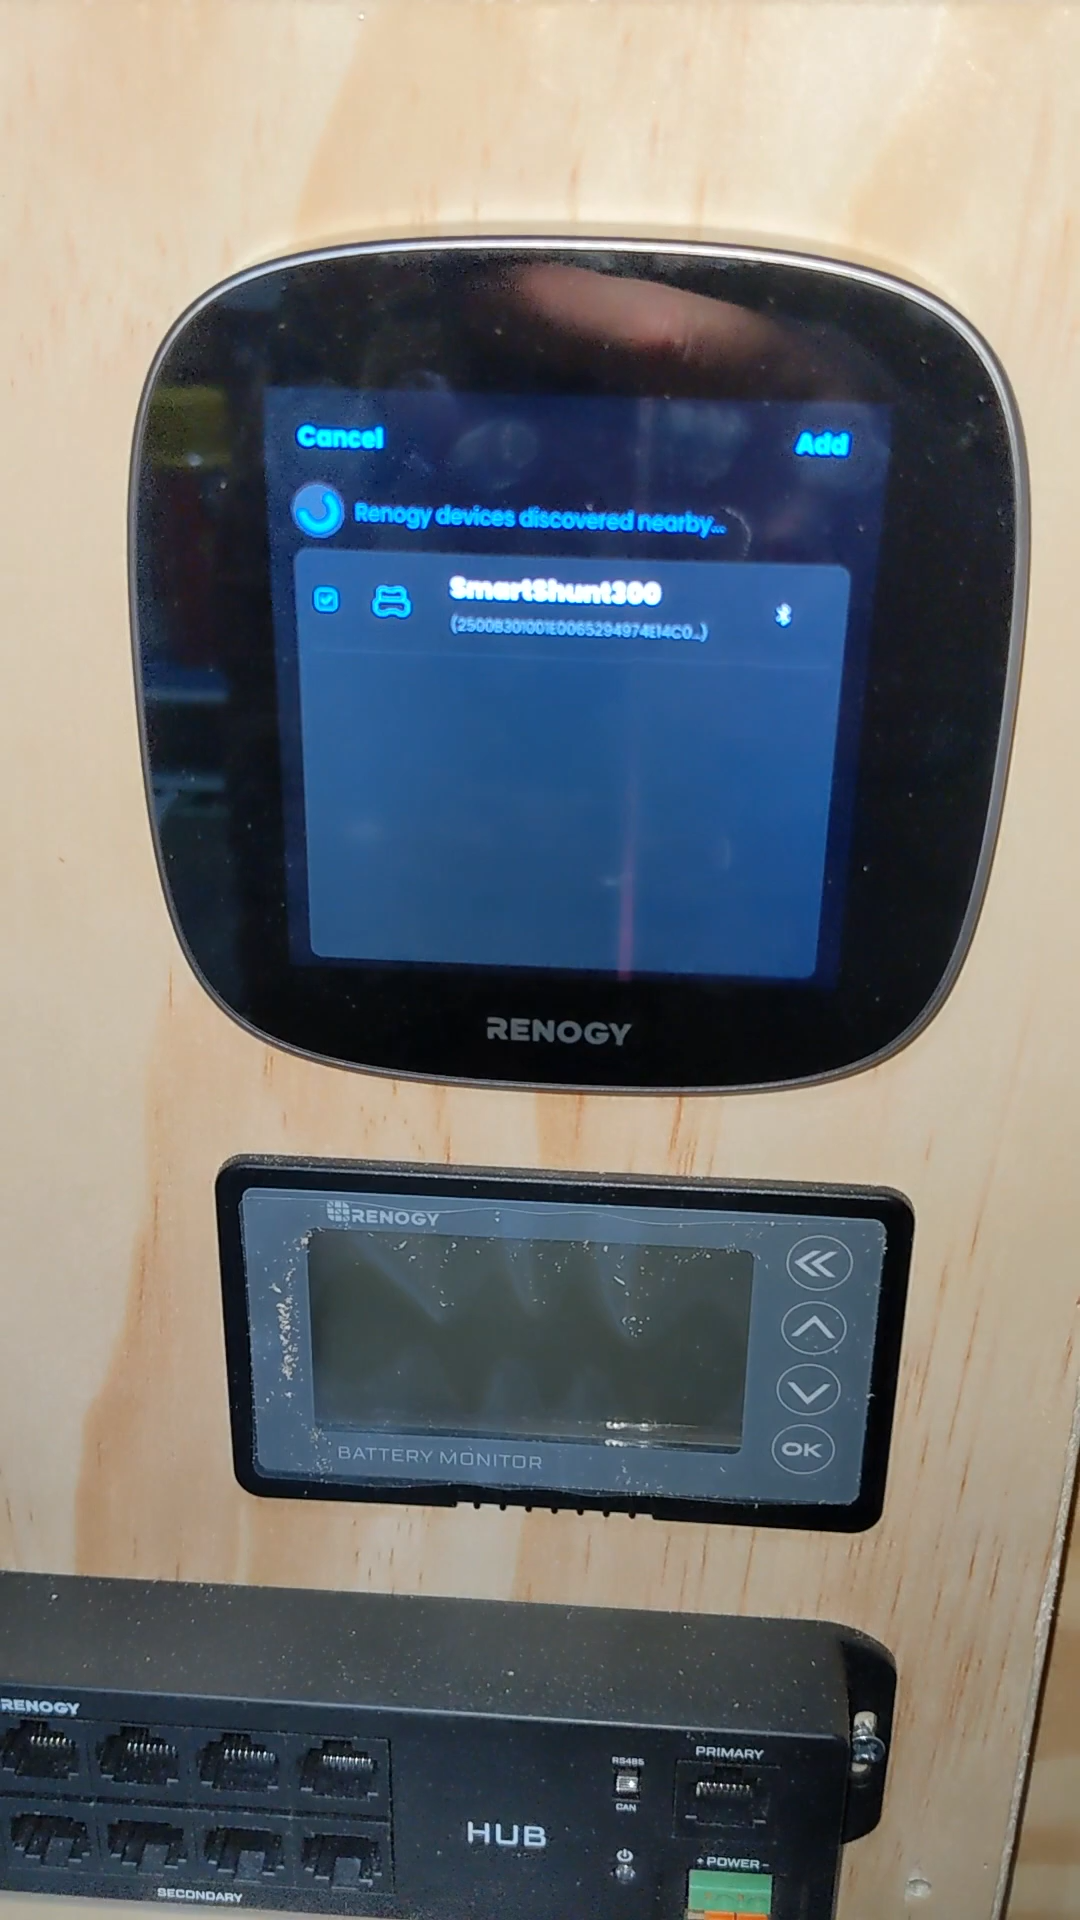 Cancel
Add
Renogy devices discovered nearby...
SmartShunt300
(2500B301001E0065294974E14C0...)
RENOGY
RENOGY
BATTERY MONITOR
OK
RENOGY
RS485
CAN
PRIMARY
HUB
+ POWER -
SECONDARY